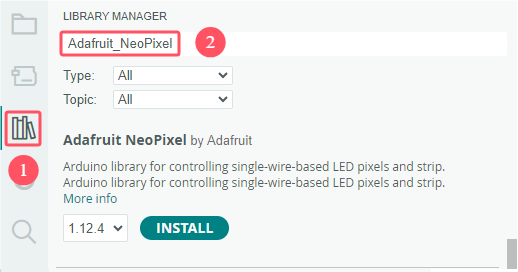 LIBRARY MANAGER
Adafruit_NeoPixel
2
Type: All
Topic: All
Adafruit NeoPixel by Adafruit
1
Arduino library for controlling single-wire-based LED pixels and strip.
Arduino library for controlling single-wire-based LED pixels and strip.
More info
1.12.4 INSTALL